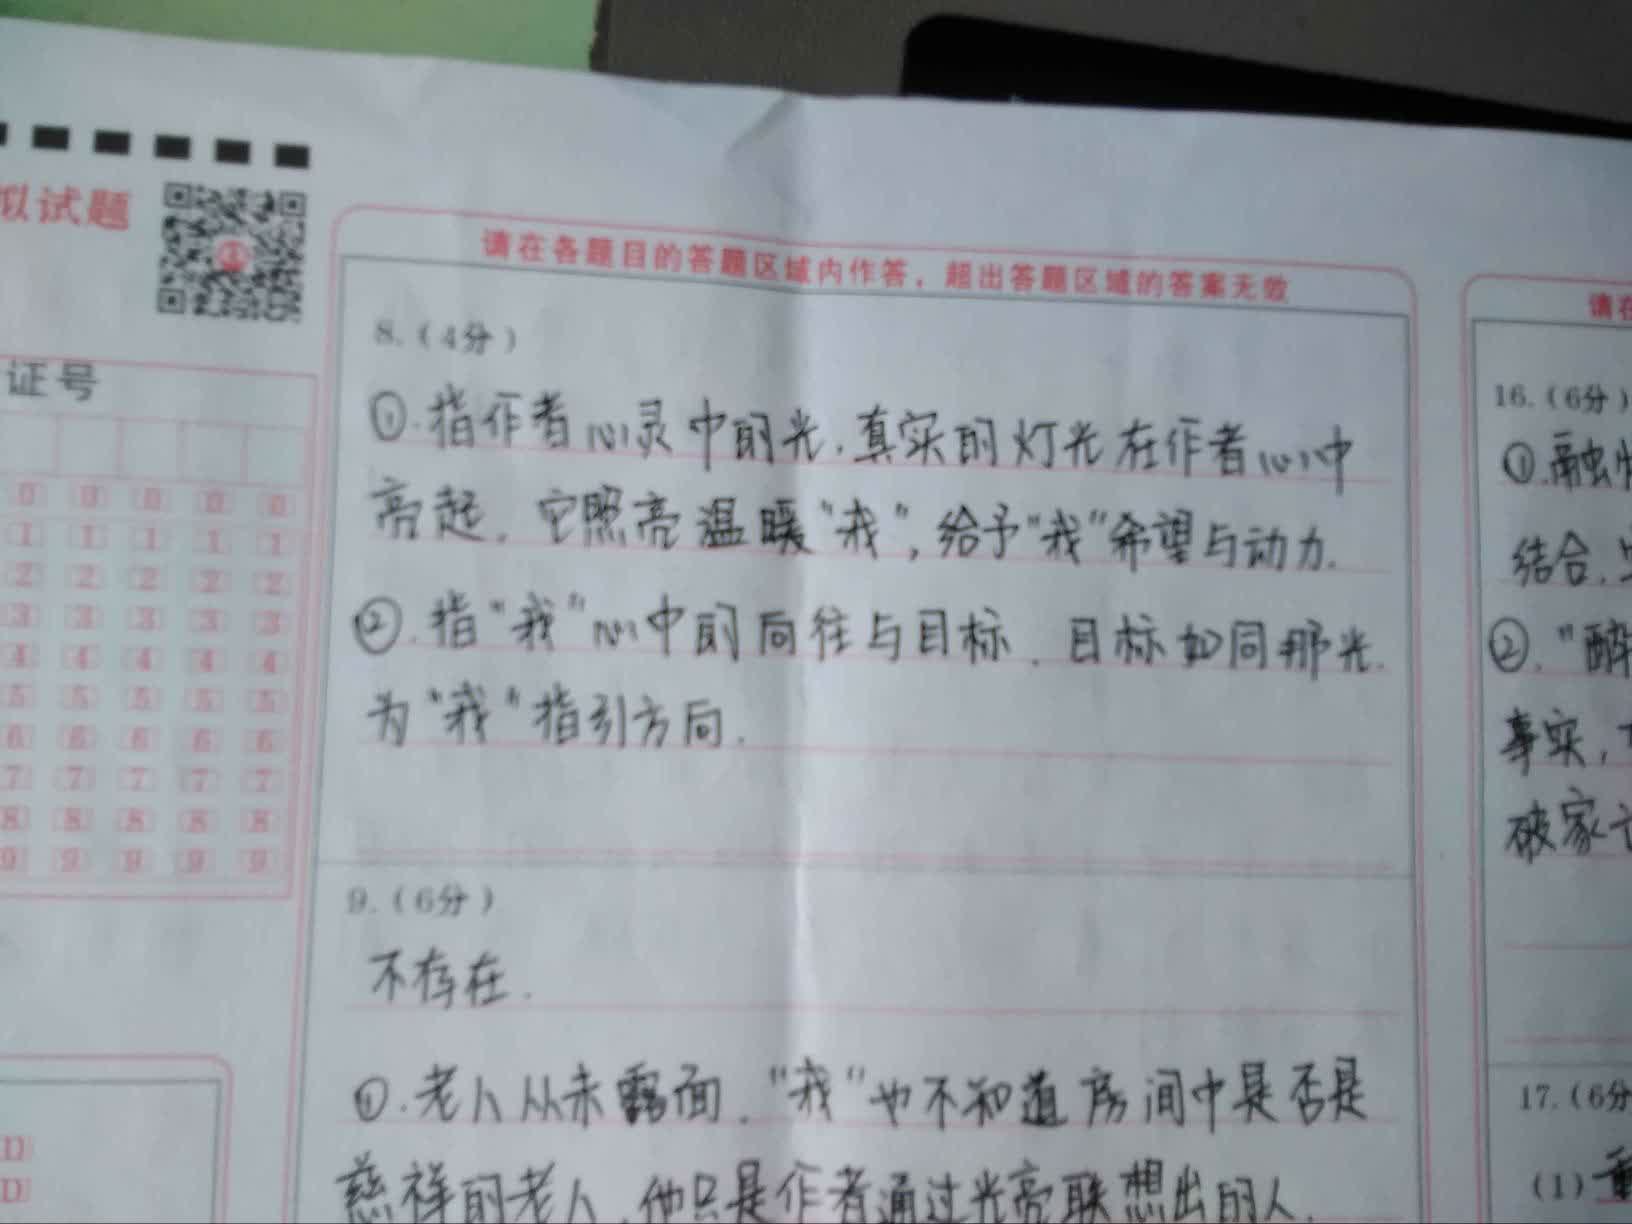 拟试题
请在各题目的答题区域内作答，超出答题区域的答案无效
请在
证号
0 0 0 0 0
1 1 1 1 1
2 2 2 2 2
3 3 3 3 3
4 4 4 4 4
5 5 5 5 5
6 6 6 6 6
7 7 7 7 7
8 8 8 8 8
9 9 9 9 9
D
D
8.（4分）
①.指作者心灵中的光.真实的灯光在作者心中
亮起. 它照亮温暖“我”, 给予“我”希望与动力.
②.指“我”心中的向往与目标. 目标如同那光.
为“我”指引方向.
9.（6分）
不存在.
①.老人从未露面. “我”也不知道房间中是否是
慈祥的老人. 他只是作者通过光亮联想出的人.
16.（6分）
①.融
结合.
②.“醉
事实,
破家亡
17.（6分
(1) 重